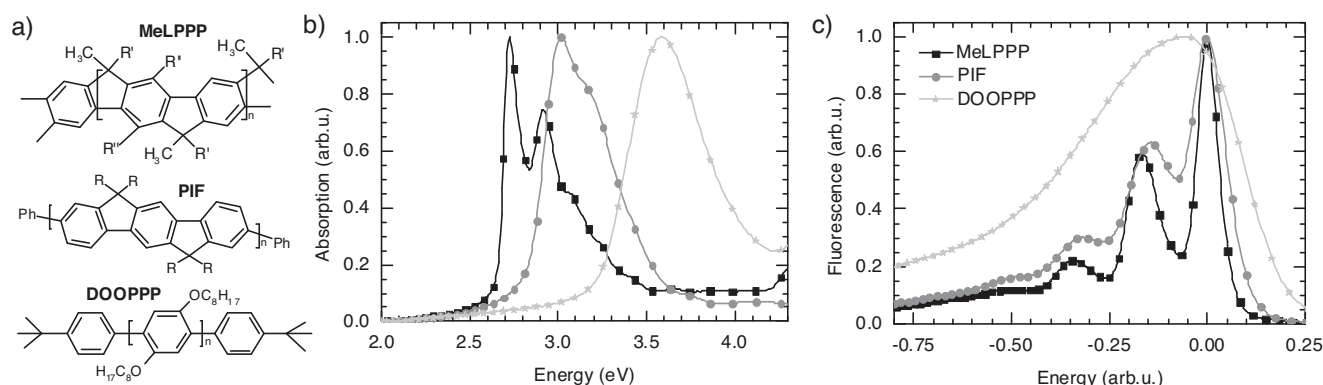 a)
MeLPPP
H3C R'
R'
H3C R'
n
R"
H3C R'
PIF
R R
Ph
n Ph
R R
DOOPPP
OC8H17
n
H17C8O
b)
Absorption (arb.u.)
1.0
0.8
0.6
0.4
0.2
0.0
2.0 2.5 3.0 3.5 4.0
Energy (eV)
c)
Fluorescence (arb.u.)
1.0
0.8
0.6
0.4
0.2
0.0
MeLPPP
PIF
DOOPPP
-0.75 -0.50 -0.25 0.00 0.25
Energy (arb.u.)